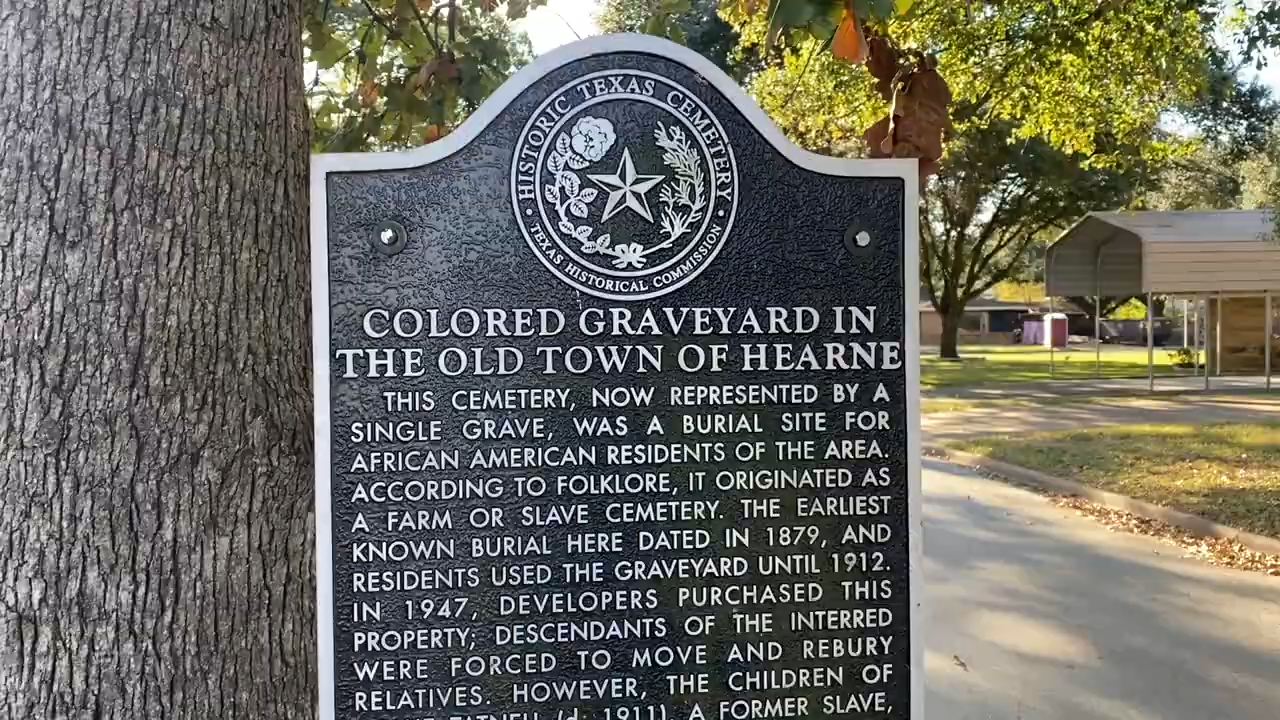 HISTORIC TEXAS CEMETERY
TEXAS HISTORICAL COMMISSION
COLORED GRAVEYARD IN
THE OLD TOWN OF HEARNE
THIS CEMETERY, NOW REPRESENTED BY A
SINGLE GRAVE, WAS A BURIAL SITE FOR
AFRICAN AMERICAN RESIDENTS OF THE AREA.
ACCORDING TO FOLKLORE, IT ORIGINATED AS
A FARM OR SLAVE CEMETERY. THE EARLIEST
KNOWN BURIAL HERE DATED IN 1879, AND
RESIDENTS USED THE GRAVEYARD UNTIL 1912.
IN 1947, DEVELOPERS PURCHASED THIS
PROPERTY; DESCENDANTS OF THE INTERRED
WERE FORCED TO MOVE AND REBURY
RELATIVES. HOWEVER, THE CHILDREN OF
(d. 1911), A FORMER SLAVE,